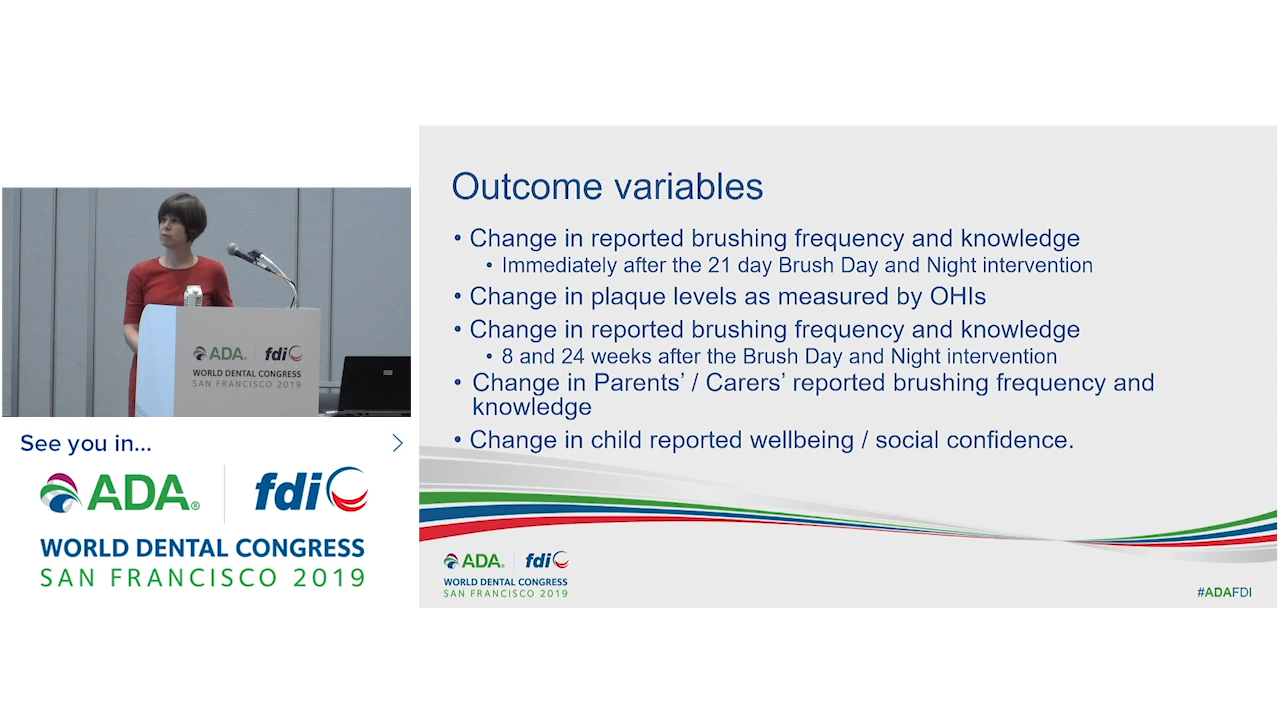 Outcome variables
• Change in reported brushing frequency and knowledge
• Immediately after the 21 day Brush Day and Night intervention
• Change in plaque levels as measured by OHIs
• Change in reported brushing frequency and knowledge
• 8 and 24 weeks after the Brush Day and Night intervention
• Change in Parents’ / Carers’ reported brushing frequency and
knowledge
• Change in child reported wellbeing / social confidence.
ADA. fdi
WORLD DENTAL CONGRESS
SAN FRANCISCO 2019
#ADAFDI
ADA. fdi
WORLD DENTAL CONGRESS
SAN FRANCISCO 2019
See you in...
ADA® fdi
WORLD DENTAL CONGRESS
SAN FRANCISCO 2019